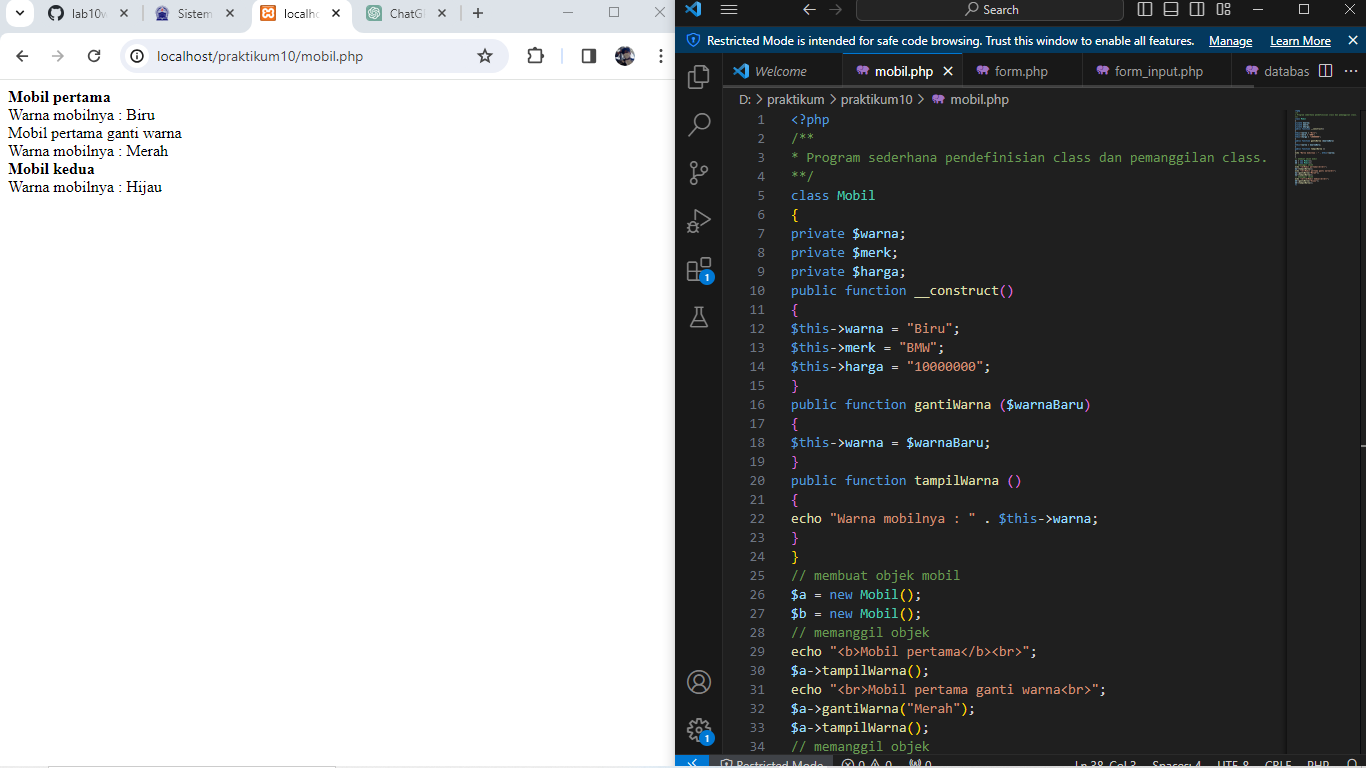 lab10w
Sistem
localho
ChatG
localhost/praktikum10/mobil.php
Mobil pertama
Warna mobilnya : Biru
Mobil pertama ganti warna
Warna mobilnya : Merah
Mobil kedua
Warna mobilnya : Hijau
Search
Restricted Mode is intended for safe code browsing. Trust this window to enable all features. Manage Learn More
Welcome mobil.php form.php form_input.php databas
D: > praktikum > praktikum10 > mobil.php
1 <?php
2 /**
3 * Program sederhana pendefinisian class dan pemanggilan class.
4 **/
5 class Mobil
6 {
7 private $warna;
8 private $merk;
9 private $harga;
10 public function __construct()
11 {
12 $this->warna = "Biru";
13 $this->merk = "BMW";
14 $this->harga = "10000000";
15 }
16 public function gantiWarna ($warnaBaru)
17 {
18 $this->warna = $warnaBaru;
19 }
20 public function tampilWarna ()
21 {
22 echo "Warna mobilnya : " . $this->warna;
23 }
24 }
25 // membuat objek mobil
26 $a = new Mobil();
27 $b = new Mobil();
28 // memanggil objek
29 echo "<b>Mobil pertama</b><br>";
30 $a->tampilWarna();
31 echo "<br>Mobil pertama ganti warna<br>";
32 $a->gantiWarna("Merah");
33 $a->tampilWarna();
34 // memanggil objek
1
1
Restricted Mode 0 0 0 Ln 38, Col 3 Spaces: 4 UTF-8 CRLF PHP